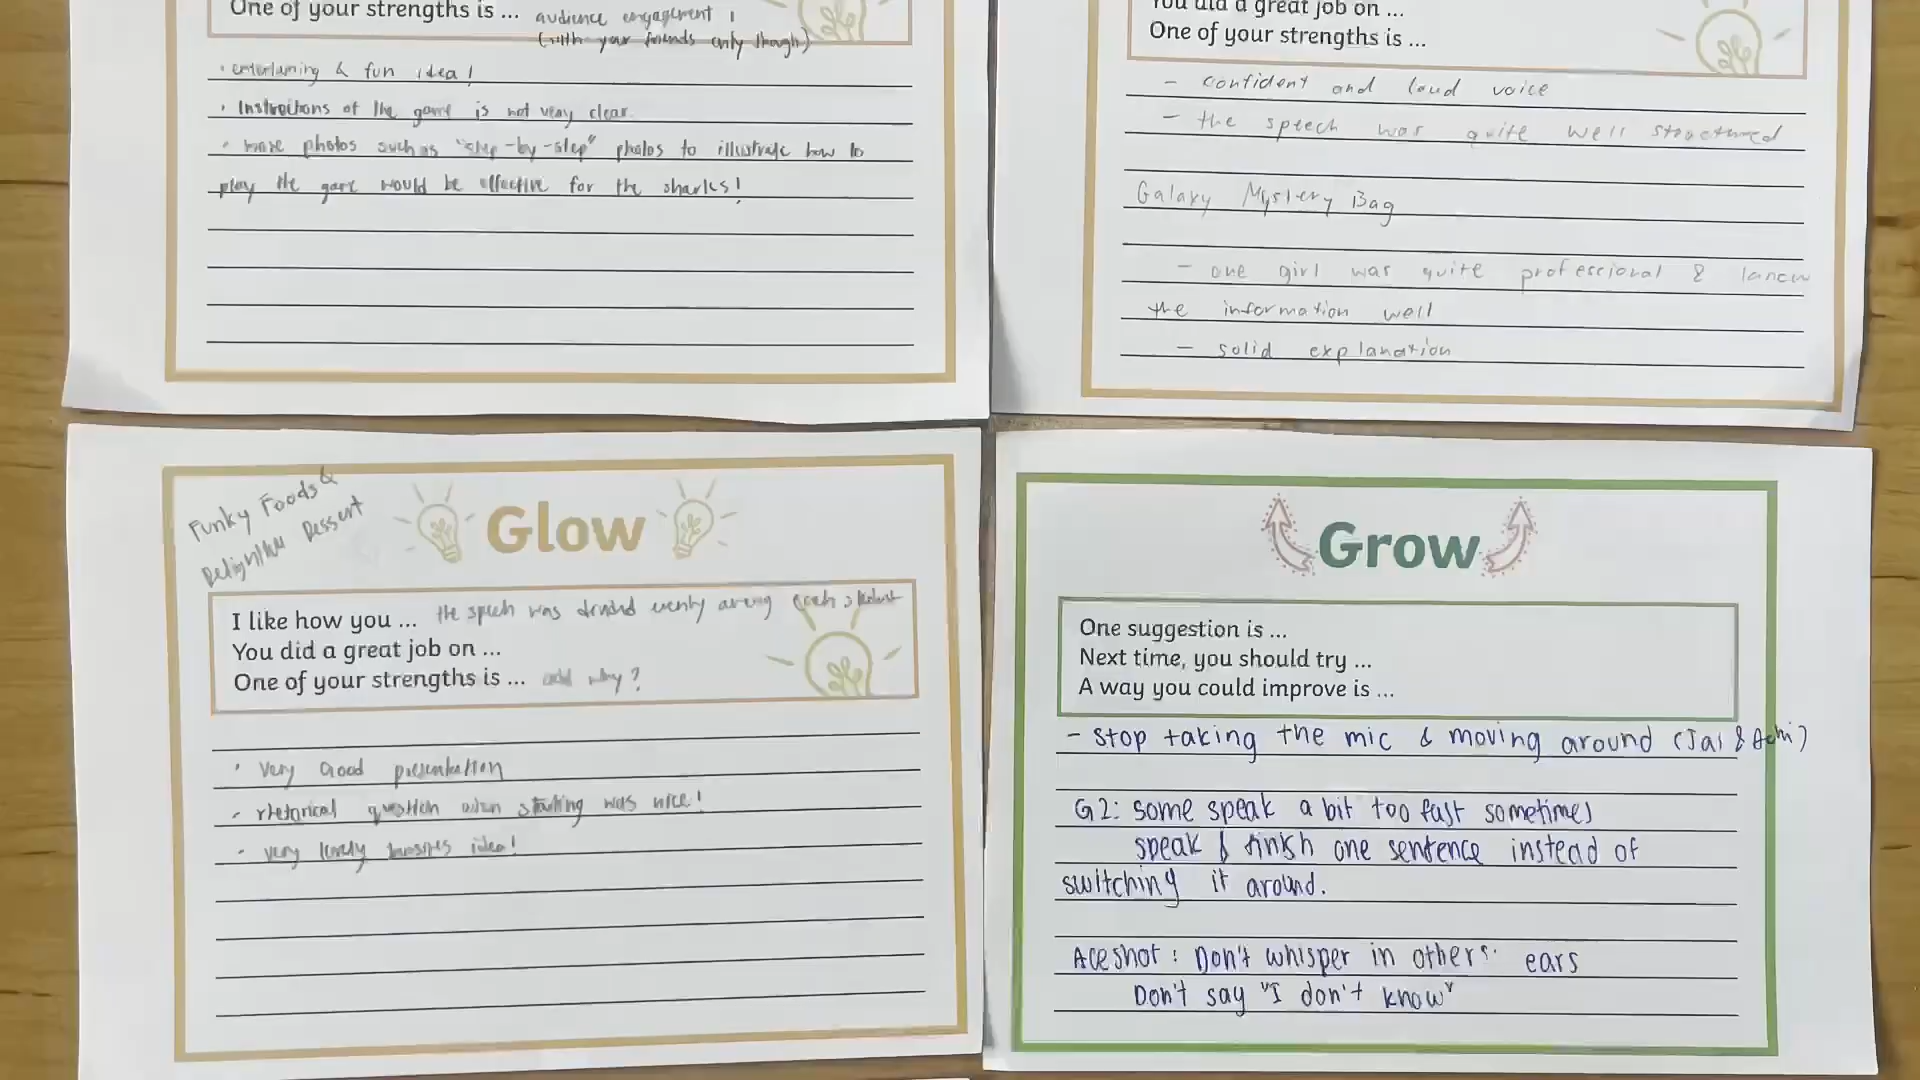 One of your strengths is ... audience engagement !
(with your friends only though)
· entertaining & fun idea!
· Instructions of the game is not very clear.
· more photos such as "step-by-step" photos to illustrate how to
play the game would be effective for the sharks!
You did a great job on ...
One of your strengths is ...
- confident and loud voice
- the speech was quite well structured
Galaxy Mystery Bag
- one girl was quite professional & know
the information well
- solid explanation
Funky Foods &
Dessert
Glow
I like how you ... the speech was divided evenly among each student
You did a great job on ...
One of your strengths is ... add why?
· Very Good presentation
· rhetorical question when starting was nice!
· very lovely idea!
Grow
One suggestion is ...
Next time, you should try ...
A way you could improve is ...
- stop taking the mic & moving around (Jai &
G2: some speak a bit too fast sometimes
speak & finish one sentence instead of
switching it around.
Aceshot: Don't whisper in others' ears
Don't say "I don't know"